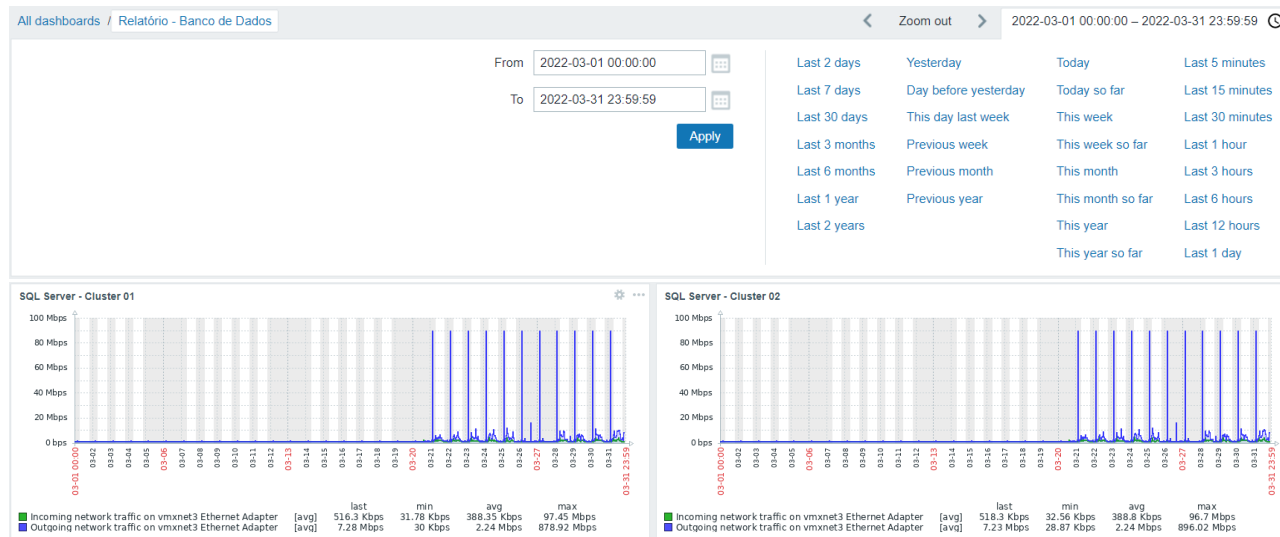 All dashboards / Relatório - Banco de Dados
Zoom out
2022-03-01 00:00:00 – 2022-03-31 23:59:59
From 2022-03-01 00:00:00
To 2022-03-31 23:59:59
Apply
Last 2 days Yesterday Today Last 5 minutes
Last 7 days Day before yesterday Today so far Last 15 minutes
Last 30 days This day last week This week Last 30 minutes
Last 3 months Previous week This week so far Last 1 hour
Last 6 months Previous month This month Last 3 hours
Last 1 year Previous year This month so far Last 6 hours
Last 2 years This year Last 12 hours
This year so far Last 1 day
SQL Server - Cluster 01
100 Mbps
80 Mbps
60 Mbps
40 Mbps
20 Mbps
0 bps
03-01 00:00 03-02 03-03 03-04 03-05 03-06 03-07 03-08 03-09 03-10 03-11 03-12 03-13 03-14 03-15 03-16 03-17 03-18 03-19 03-20 03-21 03-22 03-23 03-24 03-25 03-26 03-27 03-28 03-29 03-30 03-31 03-31 23:59
last min avg max
Incoming network traffic on vmxnet3 Ethernet Adapter [avg] 516.3 Kbps 31.78 Kbps 388.35 Kbps 97.45 Mbps
Outgoing network traffic on vmxnet3 Ethernet Adapter [avg] 7.28 Mbps 30 Kbps 2.24 Mbps 878.92 Mbps
SQL Server - Cluster 02
100 Mbps
80 Mbps
60 Mbps
40 Mbps
20 Mbps
0 bps
03-01 00:00 03-02 03-03 03-04 03-05 03-06 03-07 03-08 03-09 03-10 03-11 03-12 03-13 03-14 03-15 03-16 03-17 03-18 03-19 03-20 03-21 03-22 03-23 03-24 03-25 03-26 03-27 03-28 03-29 03-30 03-31 03-31 23:59
last min avg max
Incoming network traffic on vmxnet3 Ethernet Adapter [avg] 518.3 Kbps 32.56 Kbps 388.8 Kbps 96.7 Mbps
Outgoing network traffic on vmxnet3 Ethernet Adapter [avg] 7.23 Mbps 28.87 Kbps 2.24 Mbps 896.02 Mbps